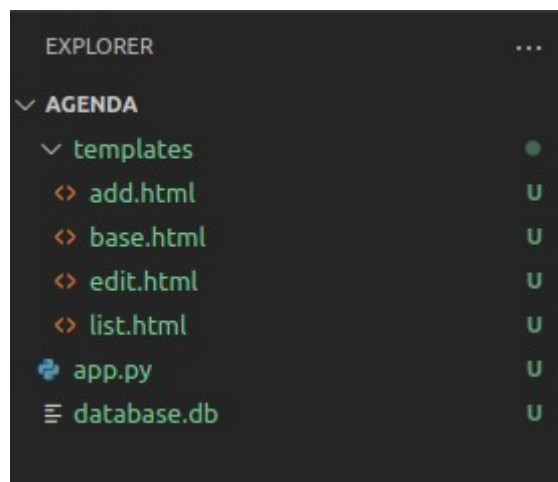 EXPLORER ...
AGENDA
templates
<> add.html U
<> base.html U
<> edit.html U
<> list.html U
app.py U
database.db U